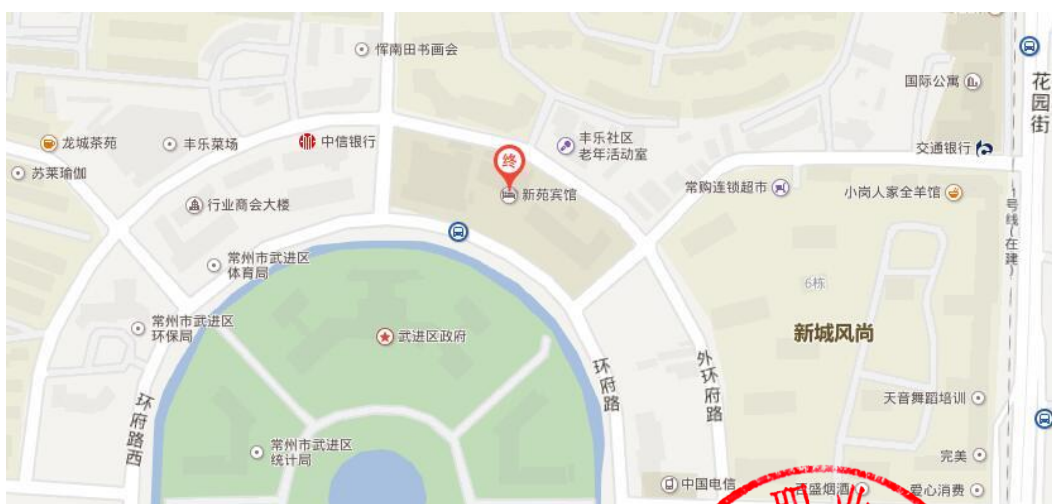 恽南田书画会
国际公寓
花园街
龙城茶苑
丰乐菜场
中信银行
丰乐社区
老年活动室
交通银行
终
苏莱瑜伽
新苑宾馆
常购连锁超市
小岗人家全羊馆
1号线(在建)
行业商会大楼
常州市武进区
体育局
6栋
常州市武进区
环保局
武进区政府
新城风尚
环府路
外环府路
环府路西
天音舞蹈培训
常州市武进区
统计局
完美
中国电信
盛烟酒
爱心消费